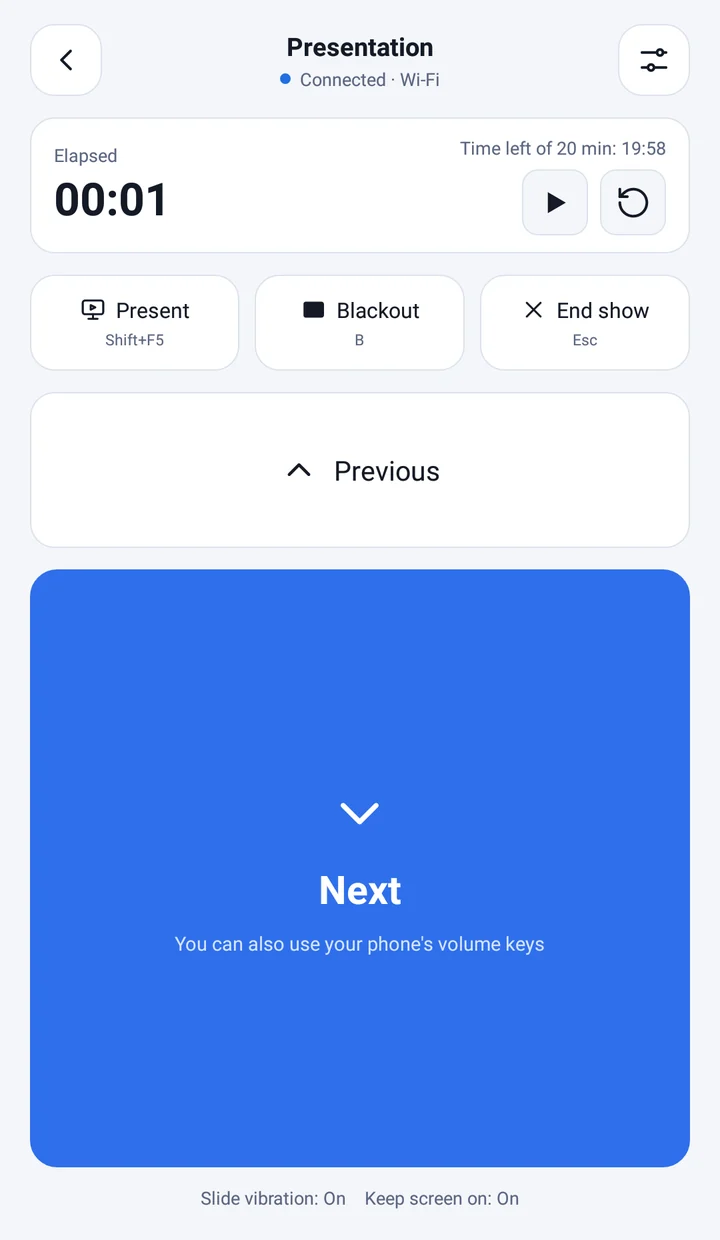 Presentation
Connected · Wi-Fi
Elapsed
00:01
Time left of 20 min: 19:58
Present
Shift+F5
Blackout
B
End show
Esc
Previous
Next
You can also use your phone's volume keys
Slide vibration: On    Keep screen on: On